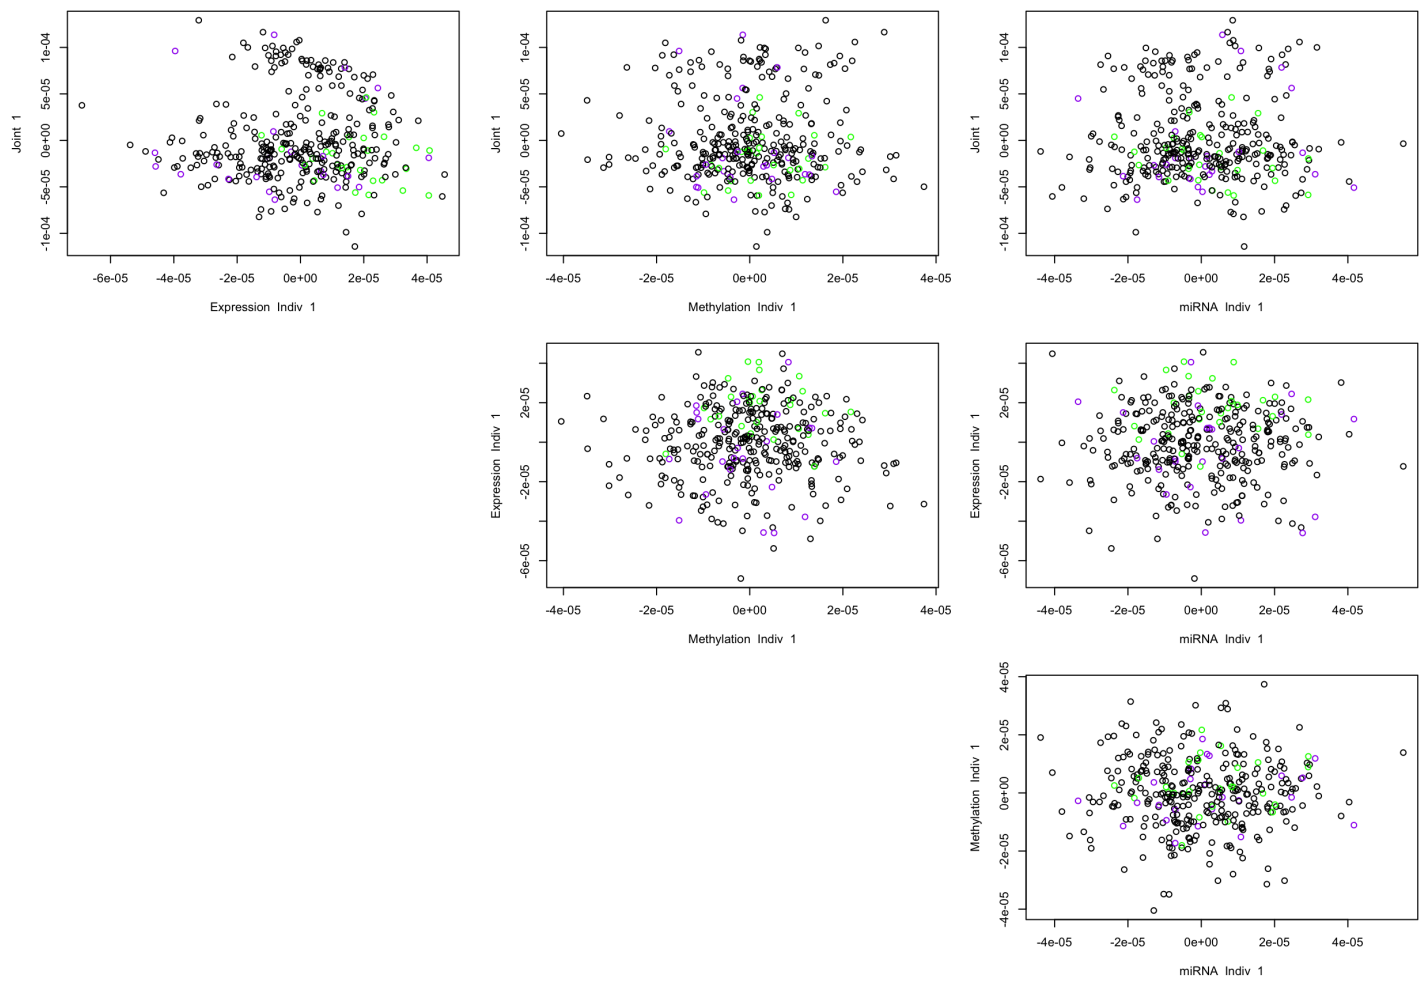 Joint 1
-1e-04 -5e-05 0e+00 5e-05 1e-04
-6e-05 -4e-05 -2e-05 0e+00 2e-05 4e-05
Expression Indiv 1
Joint 1
-1e-04 -5e-05 0e+00 5e-05 1e-04
-4e-05 -2e-05 0e+00 2e-05 4e-05
Methylation Indiv 1
Joint 1
-1e-04 -5e-05 0e+00 5e-05 1e-04
-4e-05 -2e-05 0e+00 2e-05 4e-05
miRNA Indiv 1
Expression Indiv 1
-6e-05 -2e-05 2e-05
-4e-05 -2e-05 0e+00 2e-05 4e-05
Methylation Indiv 1
Expression Indiv 1
-6e-05 -2e-05 2e-05
-4e-05 -2e-05 0e+00 2e-05 4e-05
miRNA Indiv 1
Methylation Indiv 1
-4e-05 -2e-05 0e+00 2e-05 4e-05
-4e-05 -2e-05 0e+00 2e-05 4e-05
miRNA Indiv 1